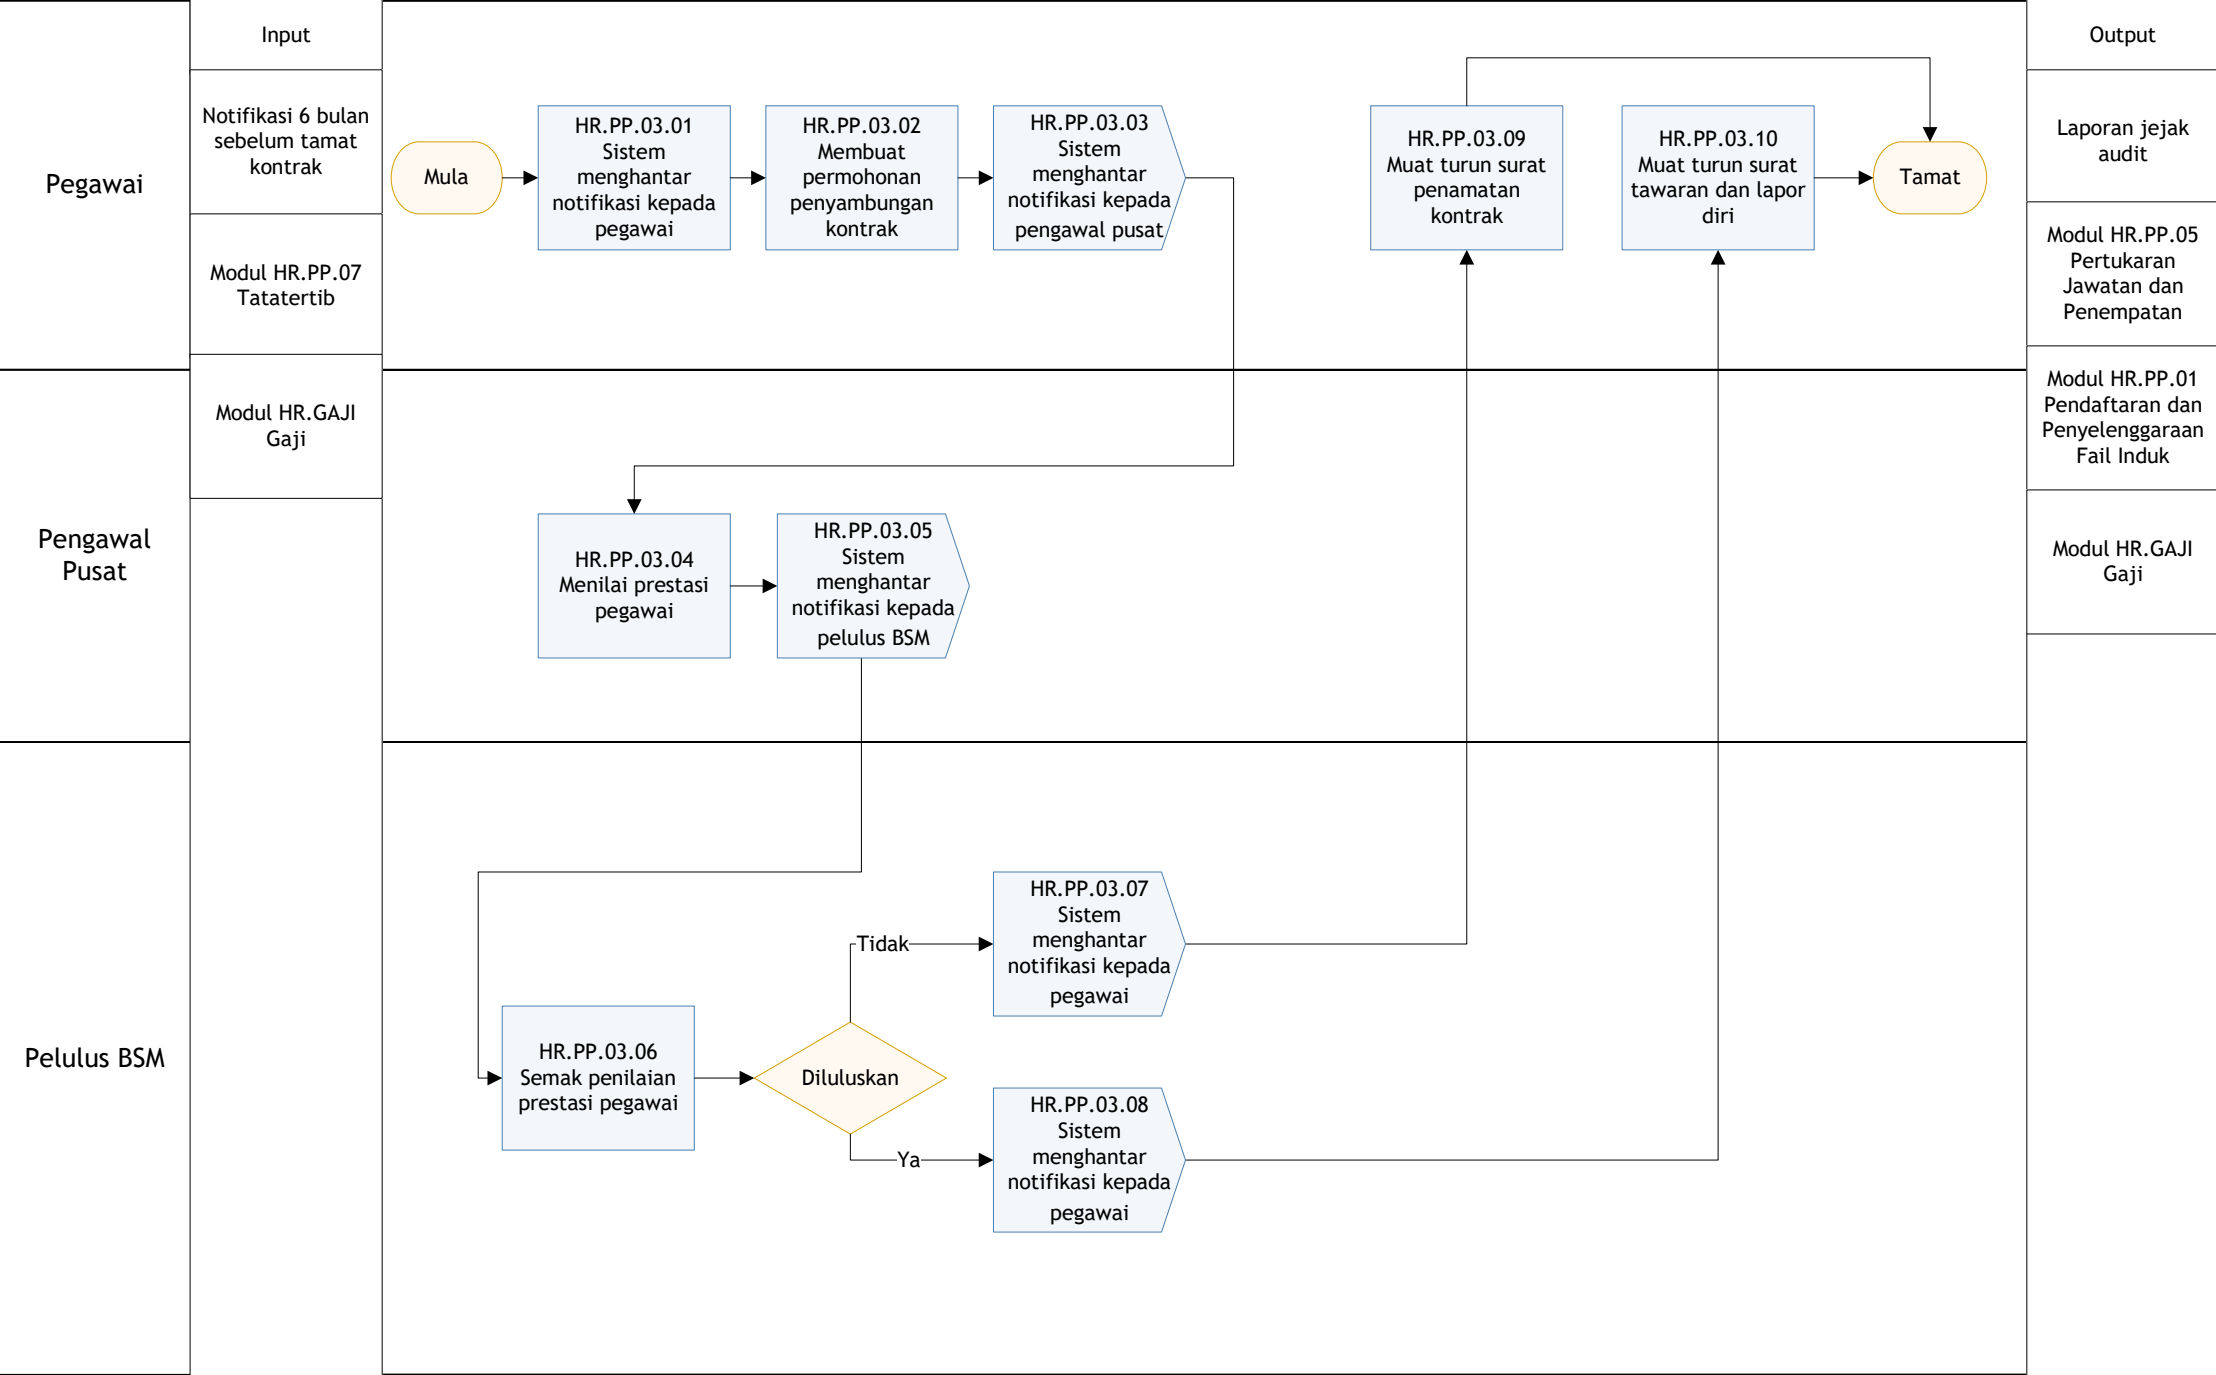 Input
Output
Notifikasi 6 bulan
sebelum tamat
kontrak
Modul HR.PP.07
Tatatertib
Modul HR.GAJI
Gaji
Pegawai
Mula
HR.PP.03.01
Sistem
menghantar
notifikasi kepada
pegawai
HR.PP.03.02
Membuat
permohonan
penyambungan
kontrak
HR.PP.03.03
Sistem
menghantar
notifikasi kepada
pengawal pusat
HR.PP.03.09
Muat turun surat
penamatan
kontrak
HR.PP.03.10
Muat turun surat
tawaran dan lapor
diri
Tamat
Laporan jejak
audit
Modul HR.PP.05
Pertukaran
Jawatan dan
Penempatan
Modul HR.PP.01
Pendaftaran dan
Penyelenggaraan
Fail Induk
Modul HR.GAJI
Gaji
Pengawal
Pusat
HR.PP.03.04
Menilai prestasi
pegawai
HR.PP.03.05
Sistem
menghantar
notifikasi kepada
pelulus BSM
Pelulus BSM
HR.PP.03.06
Semak penilaian
prestasi pegawai
Diluluskan
Tidak
HR.PP.03.07
Sistem
menghantar
notifikasi kepada
pegawai
Ya
HR.PP.03.08
Sistem
menghantar
notifikasi kepada
pegawai